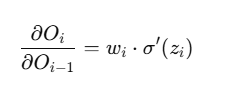 ∂O_i / ∂O_{i−1} = w_i · σ′(z_i)